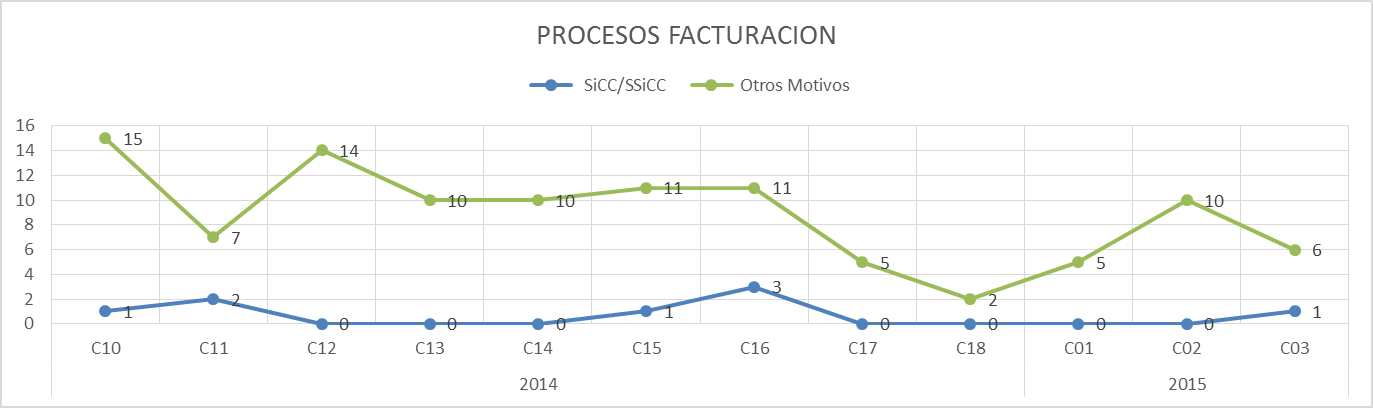 PROCESOS FACTURACION
SiCC/SSiCC Otros Motivos
16
14
12
10
8
6
4
2
0
15 7 14 10 10 11 11 5 2 5 10 6
1 2 0 0 0 1 3 0 0 0 0 1
C10 C11 C12 C13 C14 C15 C16 C17 C18 C01 C02 C03
2014 2015